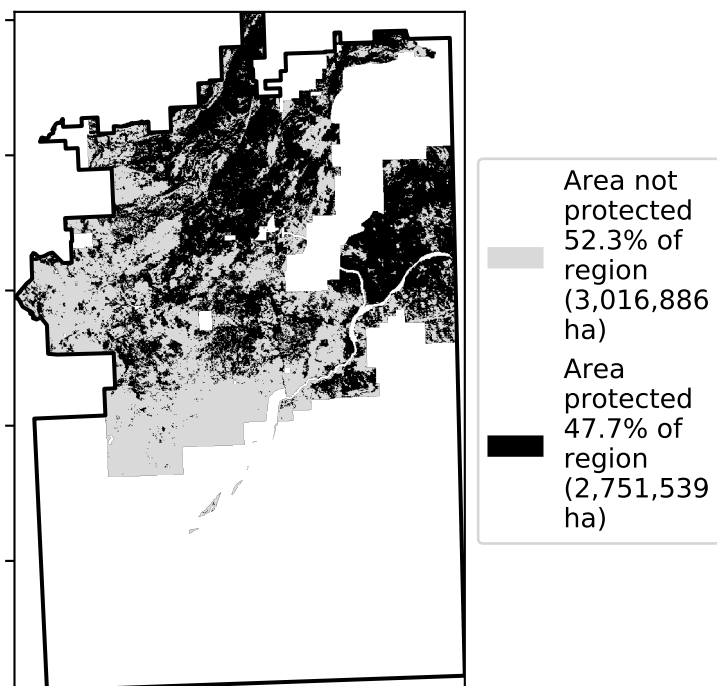 Area not
protected
52.3% of
region
(3,016,886
ha)
Area
protected
47.7% of
region
(2,751,539
ha)